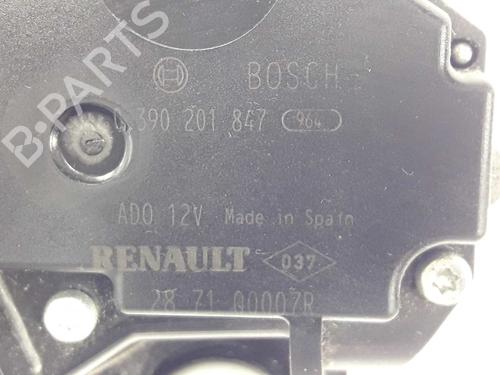 BOSCH
0 390 201 847 964
ADO 12V Made in Spain
RENAULT 037
28 71 00007R
B-PARTS